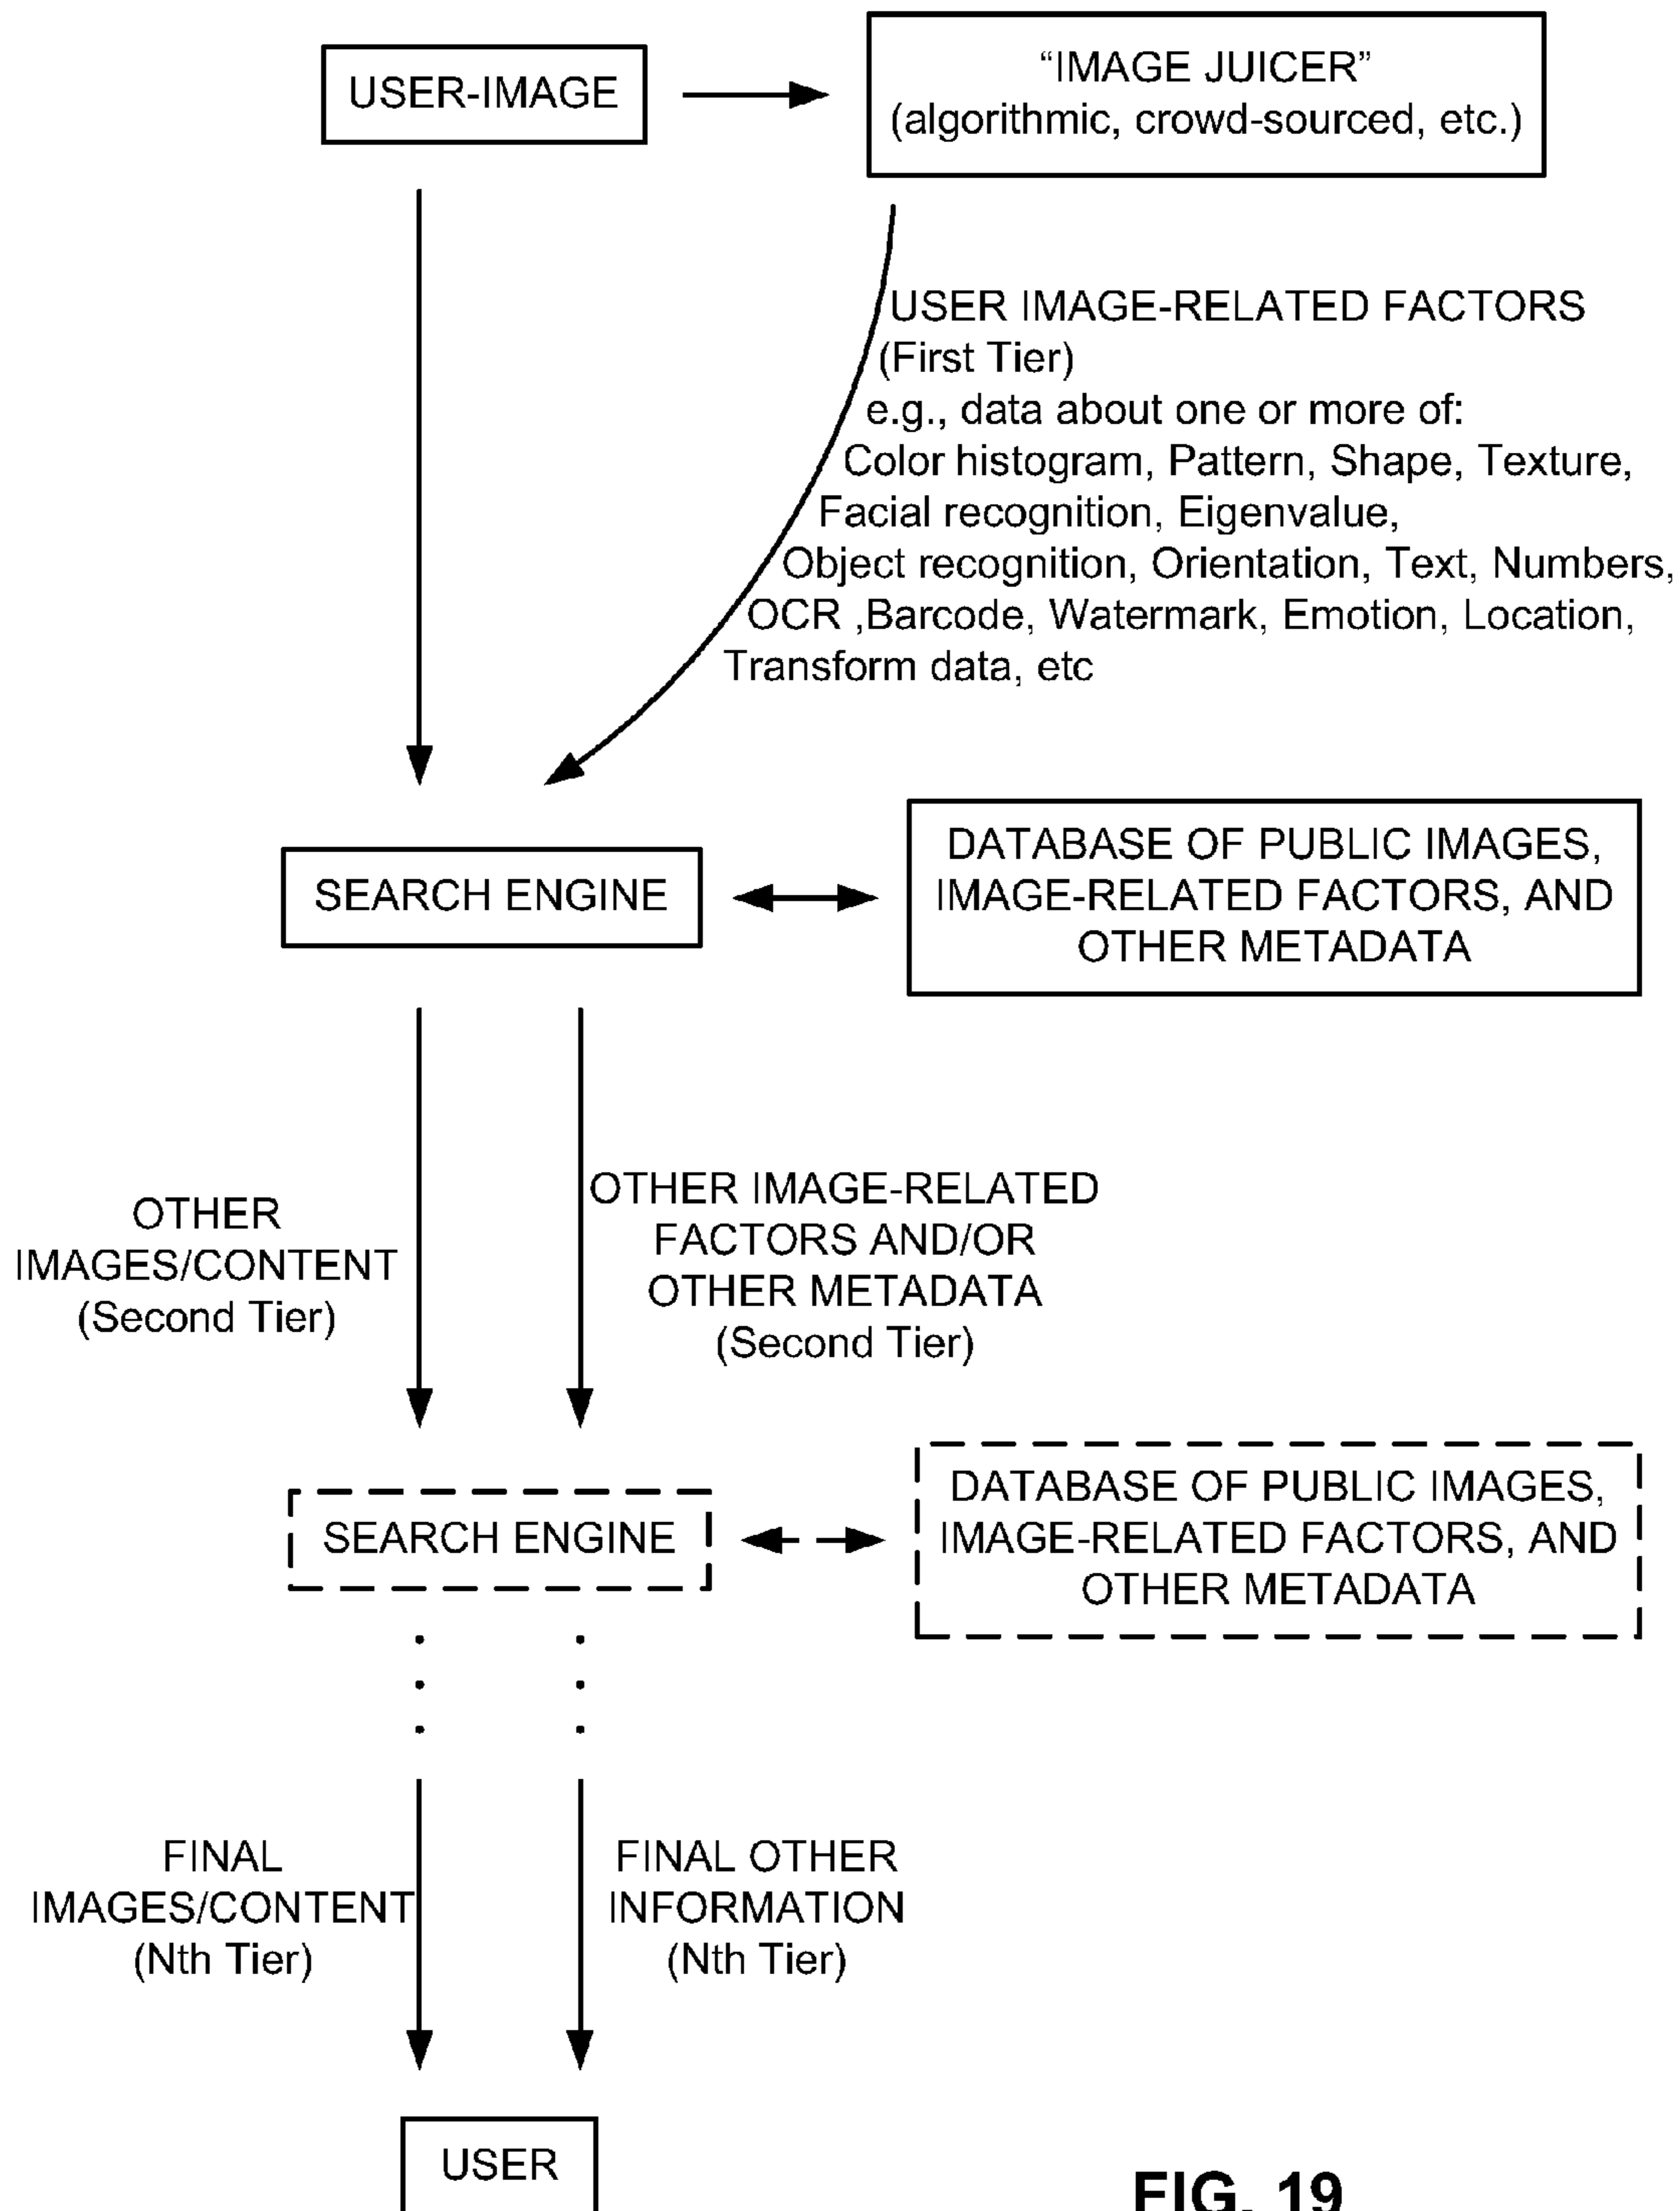 USER-IMAGE
“IMAGE JUICER”
(algorithmic, crowd-sourced, etc.)
USER IMAGE-RELATED FACTORS
(First Tier)
e.g., data about one or more of:
Color histogram, Pattern, Shape, Texture,
Facial recognition, Eigenvalue,
Object recognition, Orientation, Text, Numbers,
OCR ,Barcode, Watermark, Emotion, Location,
Transform data, etc
SEARCH ENGINE
DATABASE OF PUBLIC IMAGES,
IMAGE-RELATED FACTORS, AND
OTHER METADATA
OTHER
IMAGES/CONTENT
(Second Tier)
OTHER IMAGE-RELATED
FACTORS AND/OR
OTHER METADATA
(Second Tier)
SEARCH ENGINE
DATABASE OF PUBLIC IMAGES,
IMAGE-RELATED FACTORS, AND
OTHER METADATA
FINAL
IMAGES/CONTENT
(Nth Tier)
FINAL OTHER
INFORMATION
(Nth Tier)
USER
FIG. 19